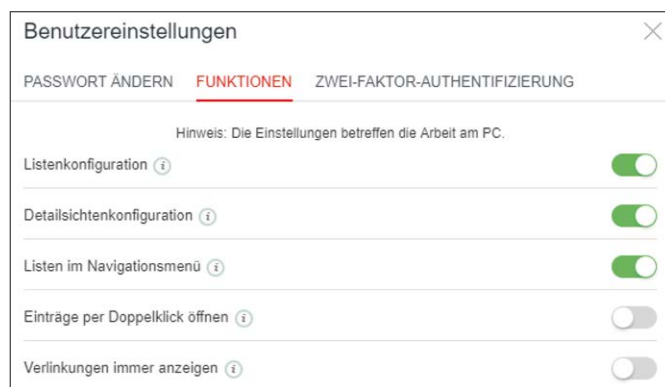 Benutzereinstellungen
PASSWORT ÄNDERN FUNKTIONEN ZWEI-FAKTOR-AUTHENTIFIZIERUNG
Hinweis: Die Einstellungen betreffen die Arbeit am PC.
Listenkonfiguration i
Detailsichtenkonfiguration i
Listen im Navigationsmenü i
Einträge per Doppelklick öffnen i
Verlinkungen immer anzeigen i